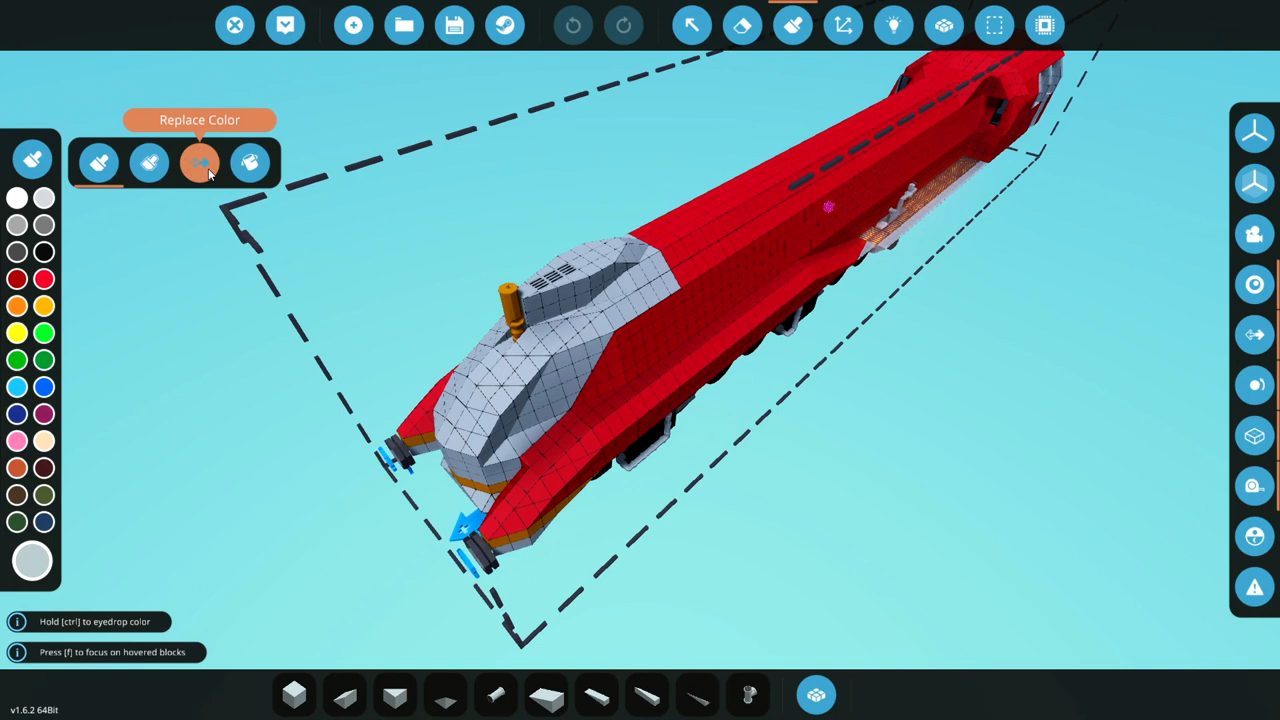 Replace Color
Hold [ctrl] to eyedrop color
Press [f] to focus on hovered blocks
v1.6.2 64Bit